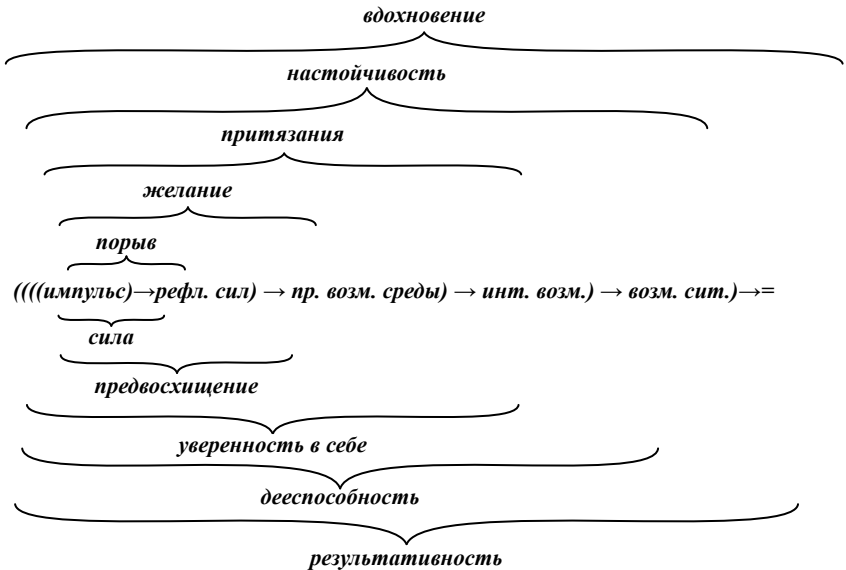 вдохновение
настойчивость
притязания
желание
порыв
((((импульс)→рефл. сил) → пр. возм. среды) → инт. возм.) → возм. сит.)→=
сила
предвосхищение
уверенность в себе
дееспособность
результативность